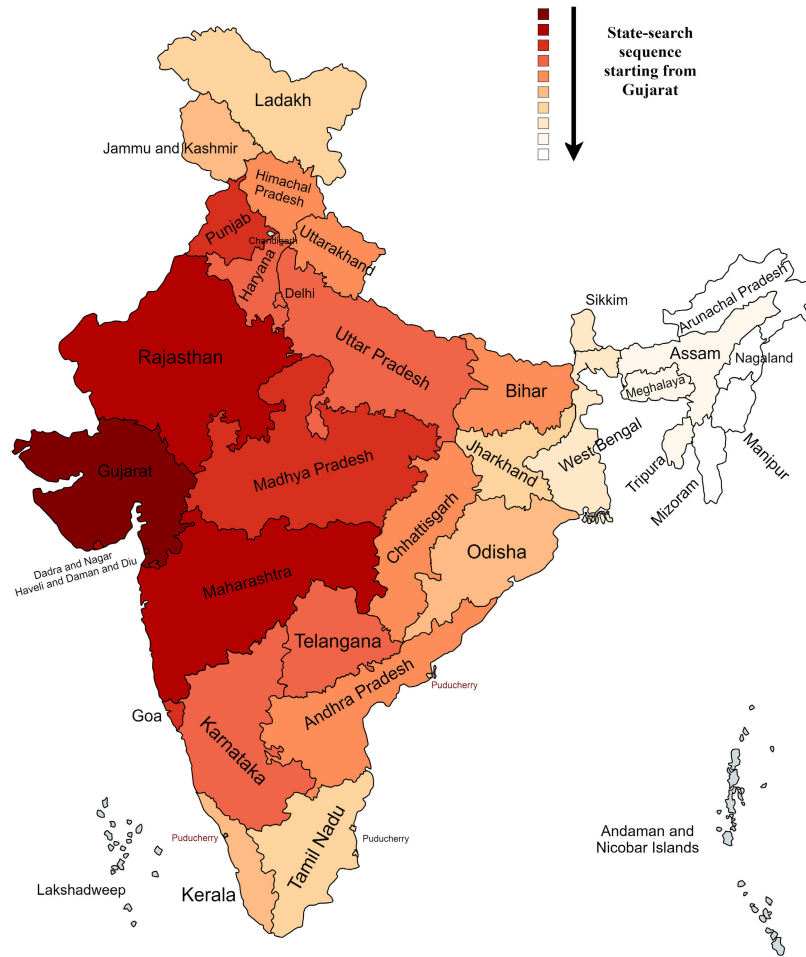 State-search
sequence
starting from
Gujarat
Ladakh
Jammu and Kashmir
Himachal
Pradesh
Punjab
Chandigarh
Uttarakhand
Haryana
Delhi
Rajasthan
Uttar Pradesh
Bihar
Sikkim
Arunachal Pradesh
Assam
Nagaland
Meghalaya
Manipur
Tripura
Mizoram
West Bengal
Jharkhand
Gujarat
Madhya Pradesh
Chhattisgarh
Odisha
Dadra and Nagar
Haveli and Daman and Diu
Maharashtra
Telangana
Andhra Pradesh
Puducherry
Goa
Karnataka
Puducherry
Puducherry
Tamil Nadu
Kerala
Lakshadweep
Andaman and
Nicobar Islands